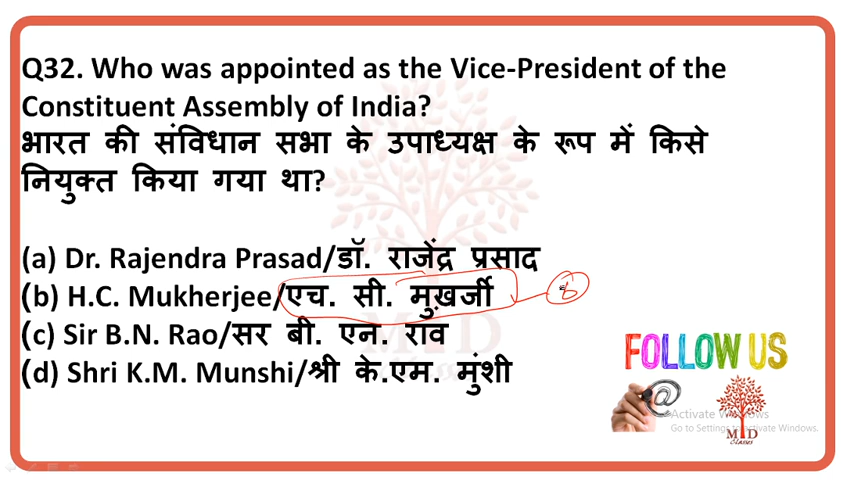 Q32. Who was appointed as the Vice-President of the
Constituent Assembly of India?
भारत की संविधान सभा के उपाध्यक्ष के रूप में किसे
नियुक्त किया गया था?
(a) Dr. Rajendra Prasad/डॉ. राजेंद्र प्रसाद
(b) H.C. Mukherjee/एच. सी. मुख़र्जी
(c) Sir B.N. Rao/सर बी. एन. रॉव
(d) Shri K.M. Munshi/श्री के.एम. मुंशी
FOLLOW US
@
Activate Windows
Go to Settings to activate Windows.
MD
Classes